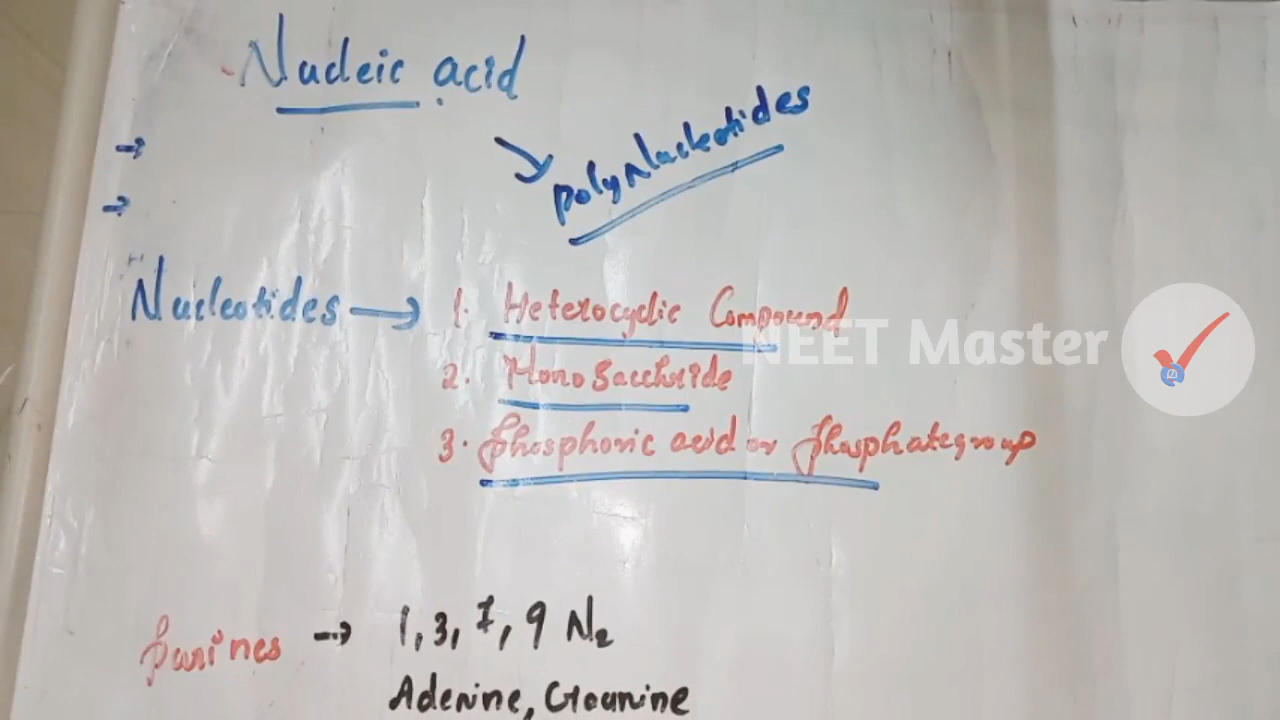 Nucleic acid
→ polyNucleotides
→
→
Nucleotides → 1. Heterocyclic Compound
2. Monosacchride
3. phosphoric acid or phosphategroup
NEET Master
purines → 1, 3, 7, 9 N₂
Adenine, Guanine